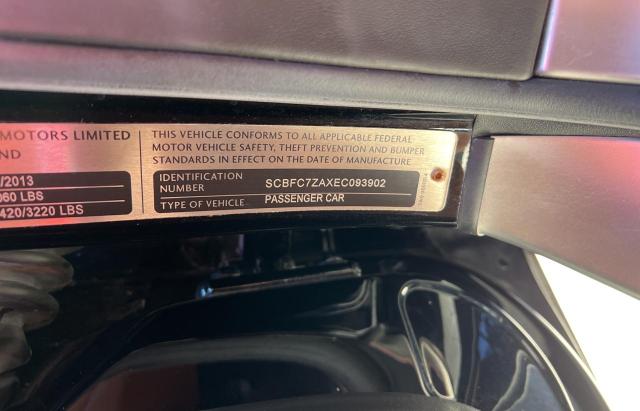 MOTORS LIMITED
ND
/2013
060 LBS
420/3220 LBS
THIS VEHICLE CONFORMS TO ALL APPLICABLE FEDERAL
MOTOR VEHICLE SAFETY, THEFT PREVENTION AND BUMPER
STANDARDS IN EFFECT ON THE DATE OF MANUFACTURE
IDENTIFICATION
NUMBER SCBFC7ZAXEC093902
TYPE OF VEHICLE PASSENGER CAR